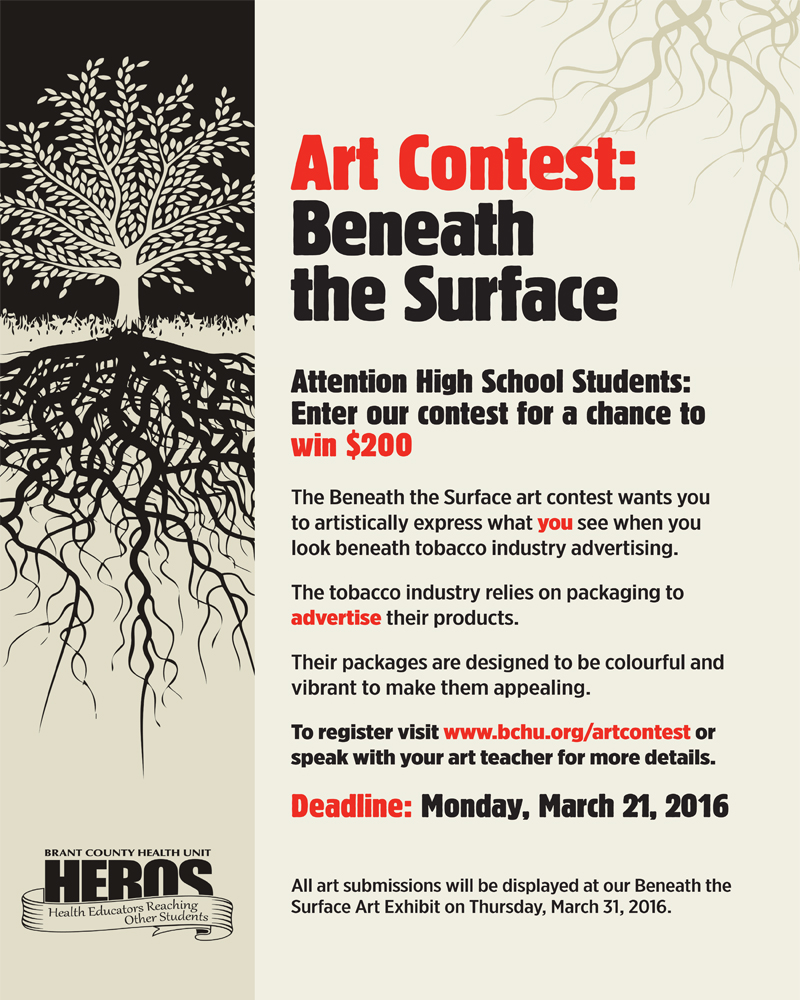 Art Contest:
Beneath
the Surface
Attention High School Students:
Enter our contest for a chance to
win $200
The Beneath the Surface art contest wants you
to artistically express what you see when you
look beneath tobacco industry advertising.
The tobacco industry relies on packaging to
advertise their products.
Their packages are designed to be colourful and
vibrant to make them appealing.
To register visit www.bchu.org/artcontest or
speak with your art teacher for more details.
Deadline: Monday, March 21, 2016
All art submissions will be displayed at our Beneath the
Surface Art Exhibit on Thursday, March 31, 2016.
BRANT COUNTY HEALTH UNIT
HEROS
Health Educators Reaching
Other Students